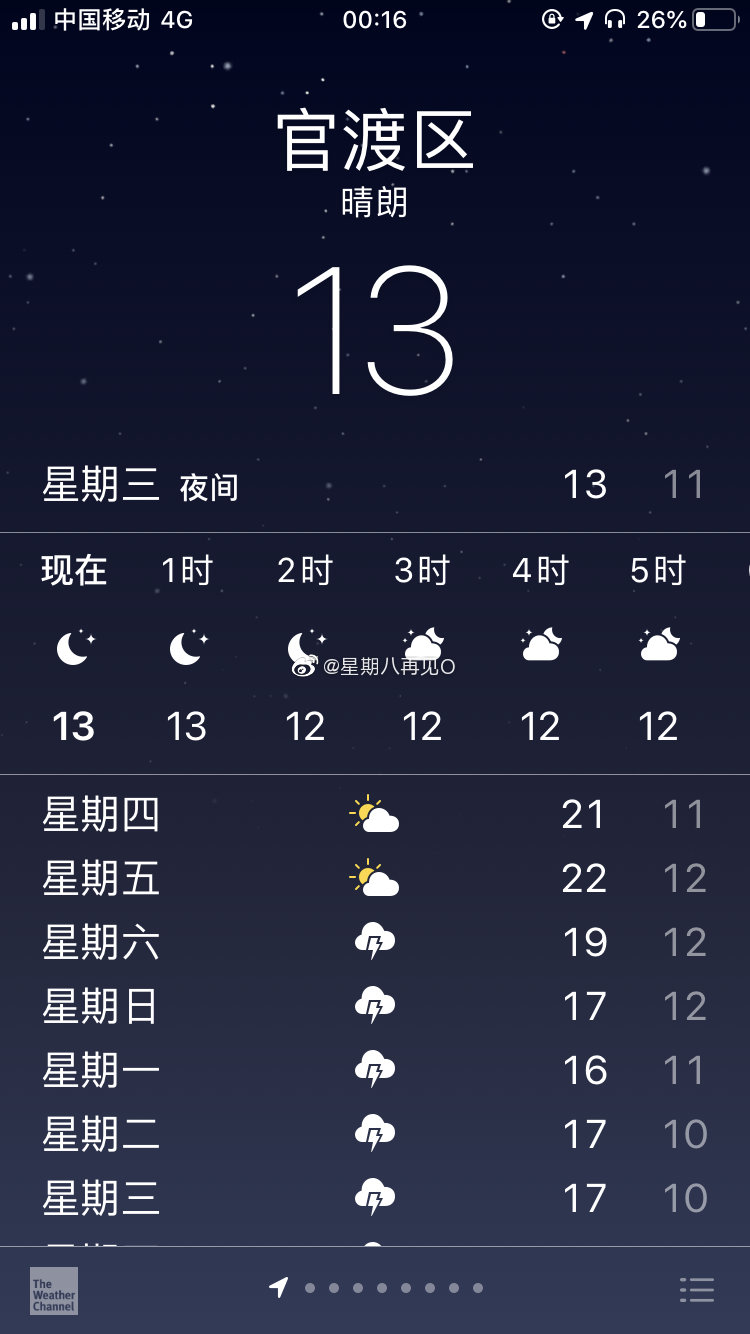 中国移动 4G 00:16 26%
官渡区
晴朗
13
星期三 夜间 13 11
现在 1时 2时 3时 4时 5时
@星期八再见O
13 13 12 12 12 12
星期四 21 11
星期五 22 12
星期六 19 12
星期日 17 12
星期一 16 11
星期二 17 10
星期三 17 10
The
Weather
Channel